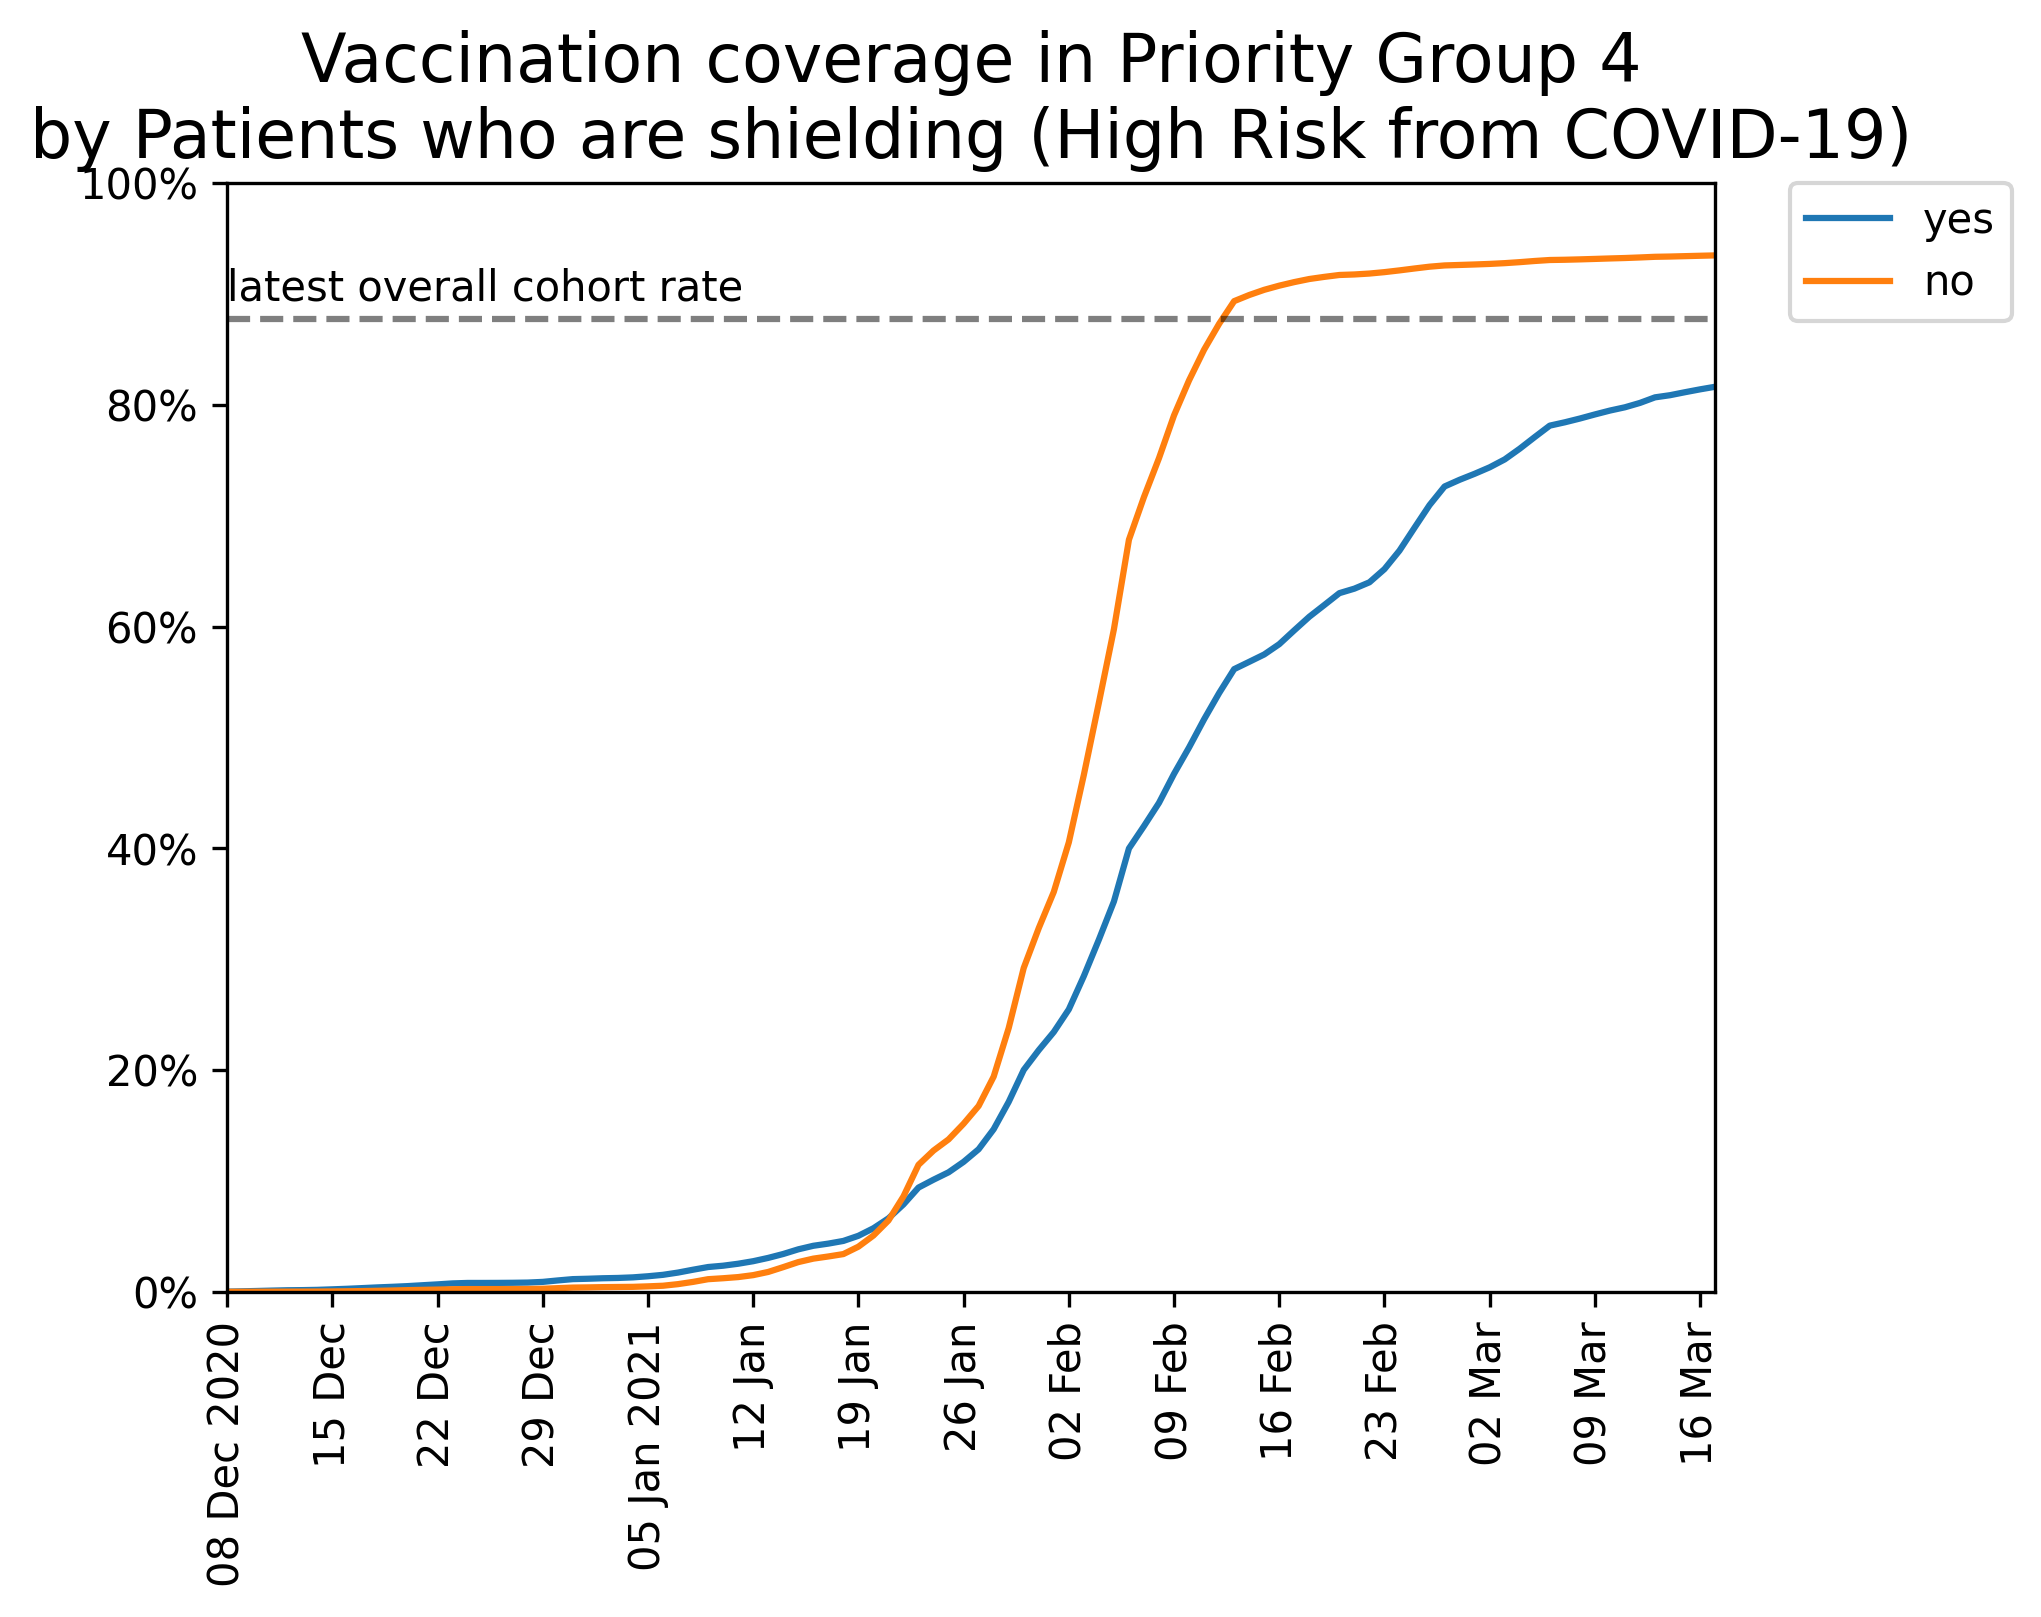 Vaccination coverage in Priority Group 4
by Patients who are shielding (High Risk from COVID-19)
100%
80%
60%
40%
20%
0%
latest overall cohort rate
yes
no
08 Dec 2020
15 Dec
22 Dec
29 Dec
05 Jan 2021
12 Jan
19 Jan
26 Jan
02 Feb
09 Feb
16 Feb
23 Feb
02 Mar
09 Mar
16 Mar